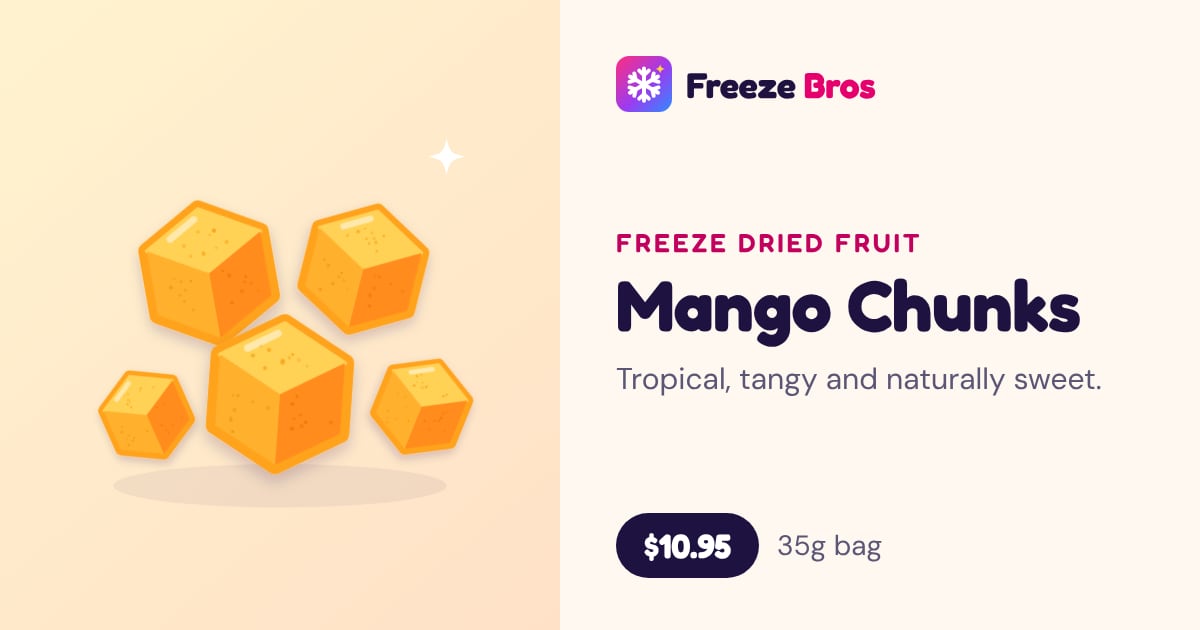 Freeze Bros
FREEZE DRIED FRUIT
Mango Chunks
Tropical, tangy and naturally sweet.
$10.95 35g bag